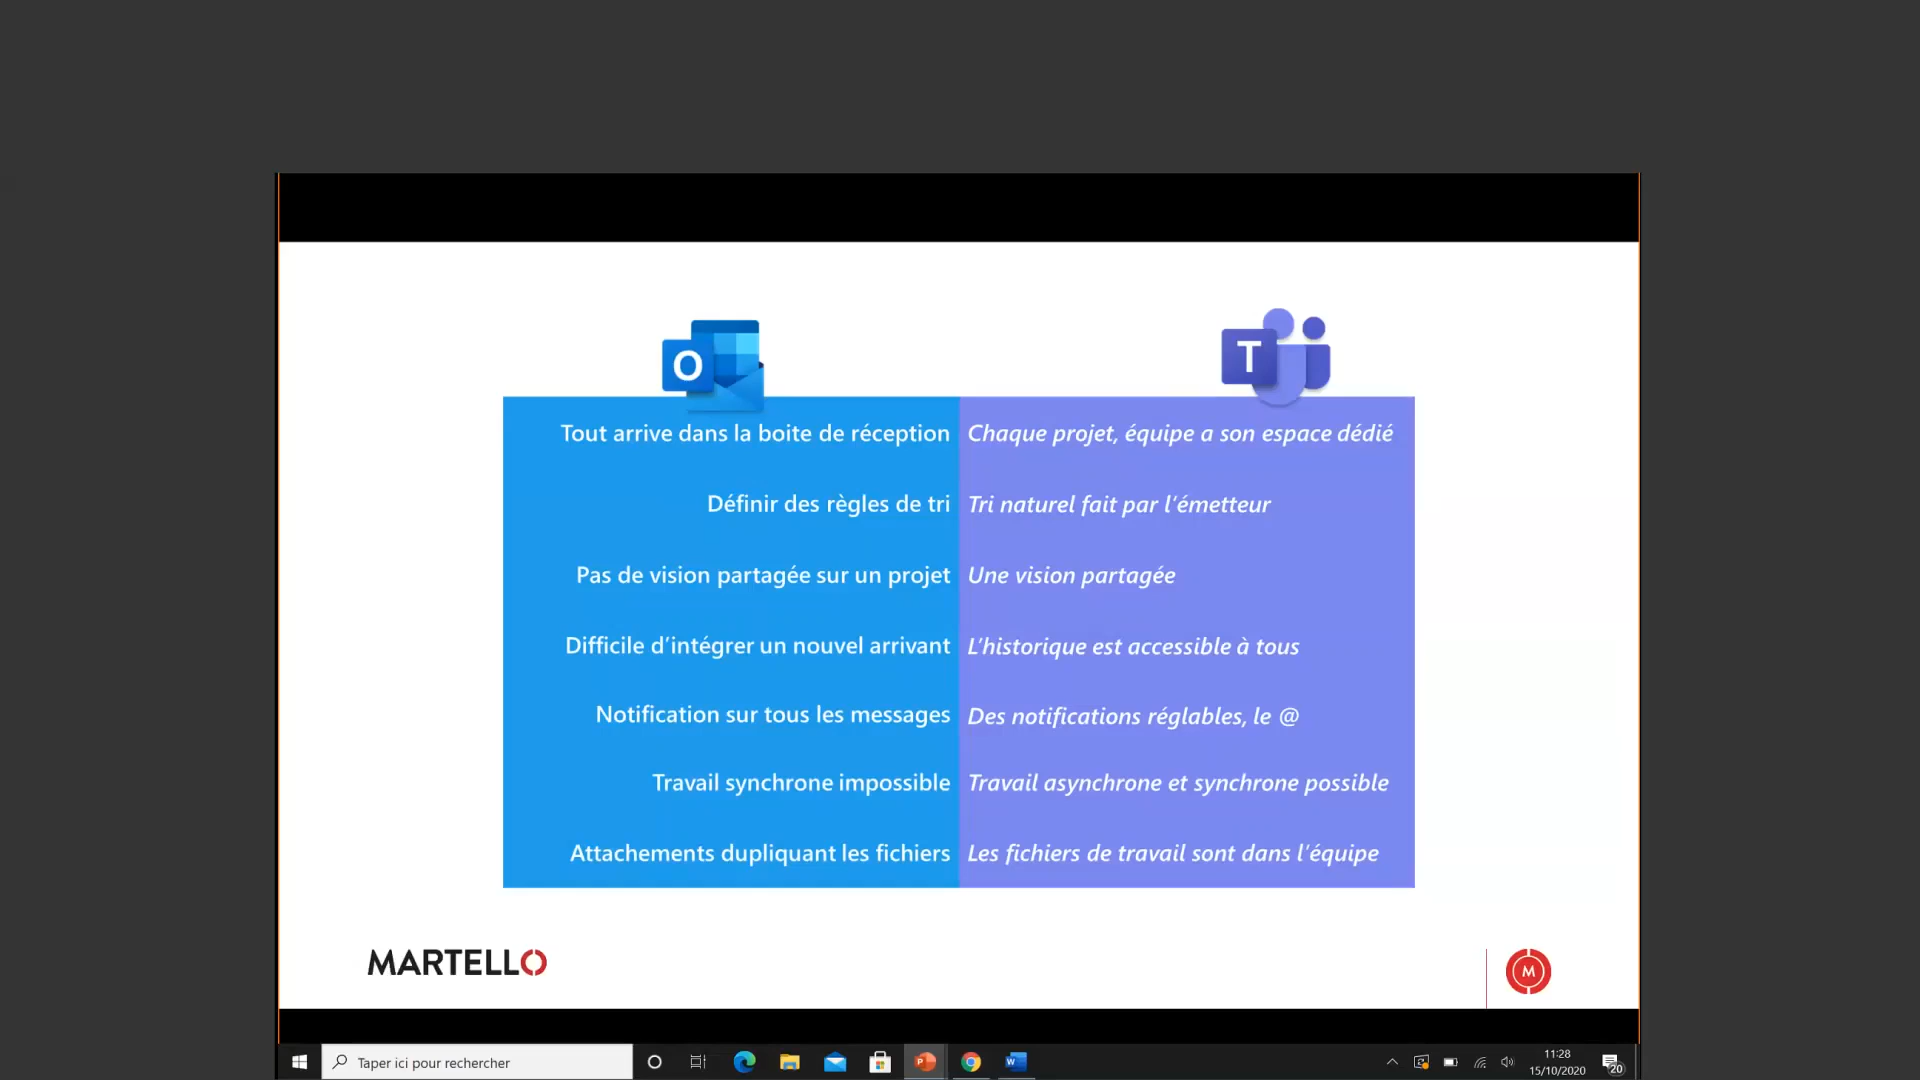 O
T
Tout arrive dans la boite de réception
Chaque projet, équipe a son espace dédié
Définir des règles de tri
Tri naturel fait par l'émetteur
Pas de vision partagée sur un projet
Une vision partagée
Difficile d'intégrer un nouvel arrivant
L'historique est accessible à tous
Notification sur tous les messages
Des notifications réglables, le @
Travail synchrone impossible
Travail asynchrone et synchrone possible
Attachements dupliquant les fichiers
Les fichiers de travail sont dans l'équipe
MARTELLO
M
Taper ici pour rechercher
P
W
11:28
15/10/2020
20